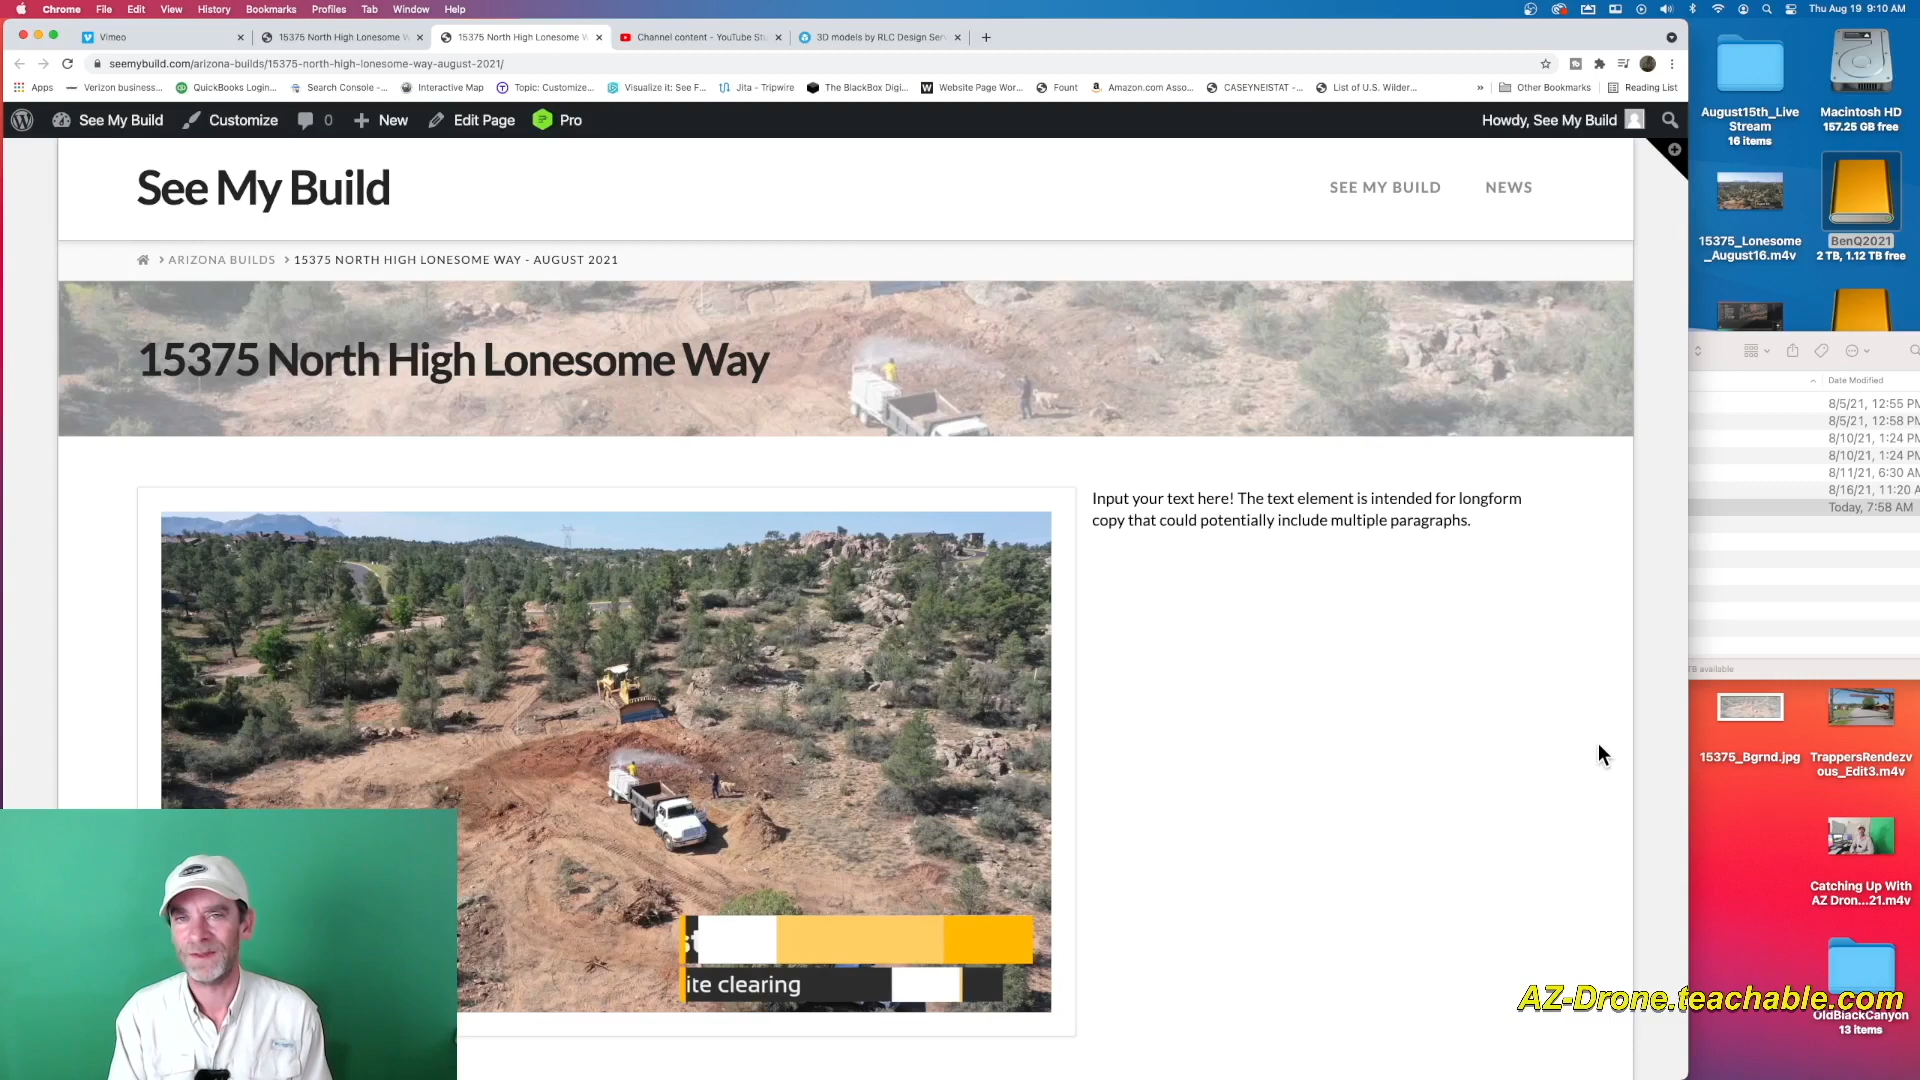 Chrome File Edit View History Bookmarks Profiles Tab Window Help Thu Aug 19 9:10 AM
Vimeo 15375 North High Lonesome W 15375 North High Lonesome W Channel content - YouTube Stu 3D models by RLC Design Serv
seemybuild.com/arizona-builds/15375-north-high-lonesome-way-august-2021/
Apps Verizon business... QuickBooks Login... Search Console -... Interactive Map Topic: Customize... Visualize it: See F... Jita - Tripwire The BlackBox Digi... Website Page Wor... Fount Amazon.com Asso... CASEYNEISTAT -... List of U.S. Wilder... » Other Bookmarks Reading List
See My Build Customize 0 New Edit Page Pro Howdy, See My Build
See My Build
SEE MY BUILD NEWS
ARIZONA BUILDS 15375 NORTH HIGH LONESOME WAY - AUGUST 2021
15375 North High Lonesome Way
Input your text here! The text element is intended for longform
copy that could potentially include multiple paragraphs.
st
ite clearing
August15th_Live
Stream
16 items
Macintosh HD
157.25 GB free
15375_Lonesome
_August16.m4v
BenQ2021
2 TB, 1.12 TB free
Date Modified
8/5/21, 12:55 PM
8/5/21, 12:58 PM
8/10/21, 1:24 PM
8/10/21, 1:24 PM
8/11/21, 6:30 AM
8/16/21, 11:20 A
Today, 7:58 AM
TB available
15375_Bgrnd.jpg
TrappersRendezv
ous_Edit3.m4v
Catching Up With
AZ Dron...21.m4v
AZ-Drone.teachable.com
OldBlackCanyon
13 items